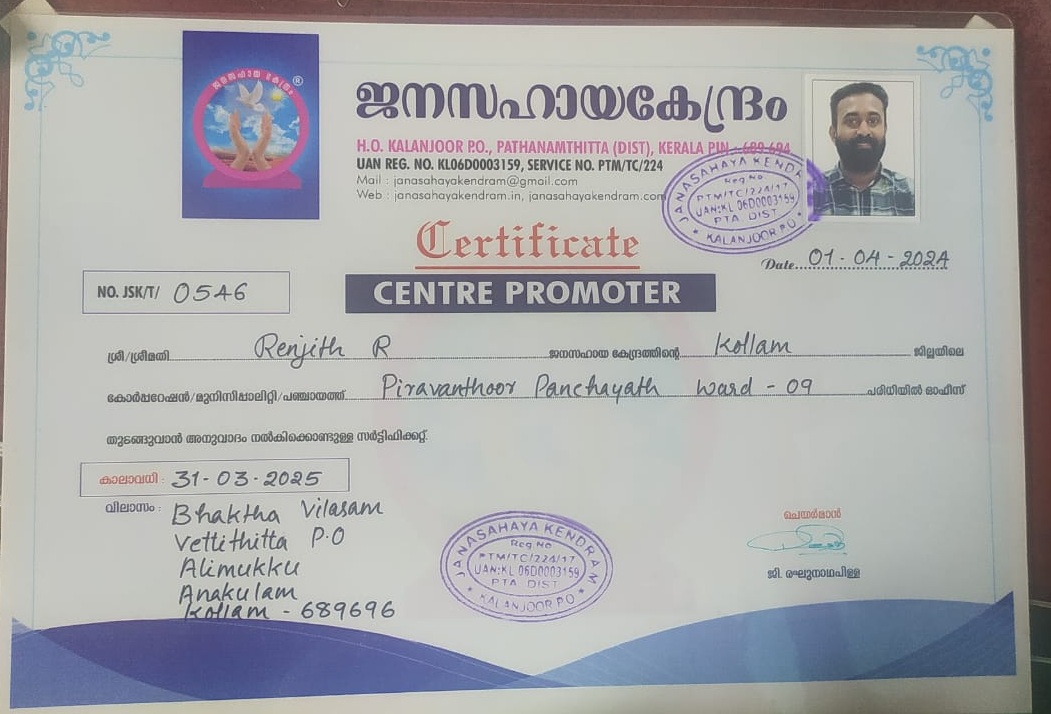 ജനസഹായ കേന്ദ്രം ®
ജനസഹായകേന്ദ്രം
H.O. KALANJOOR P.O., PATHANAMTHITTA (DIST), KERALA PIN - 689 694
UAN REG. NO. KL06D0003159, SERVICE NO. PTM/TC/224
Mail : janasahayakendram@gmail.com
Web : janasahayakendram.in, janasahayakendram.com
JANASAHAYA KENDRAM
Reg.No
PTM/TC/224/17
UAN:KL 06D0003159
PTA DIST
* KALANJOOR P.O *
Certificate
Date...01-04-2024
NO. JSK/T/ 0546
CENTRE PROMOTER
ശ്രീ/ശ്രീമതി Renjith R ജനസഹായ കേന്ദ്രത്തിന്റെ Kollam ജില്ലയിലെ
കോർപ്പറേഷൻ/മുനിസിപ്പാലിറ്റി/പഞ്ചായത്ത് Piravanthoor Panchayath ward - 09 പരിധിയിൽ ഓഫീസ്
തുടങ്ങുവാൻ അനുവാദം നൽകിക്കൊണ്ടുള്ള സർട്ടിഫിക്കറ്റ്.
കാലാവധി : 31-03-2025
വിലാസം : Bhaktha Vilasam
Vettithitta P.O
Alimukku
Anakulam
Kollam - 689696
JANASAHAYA KENDRAM
Reg.No
PTM/TC/224/17
UAN:KL 06D0003159
PTA DIST
* KALANJOOR P.O *
ചെയർമാൻ
ജി. രഘുനാഥപിള്ള